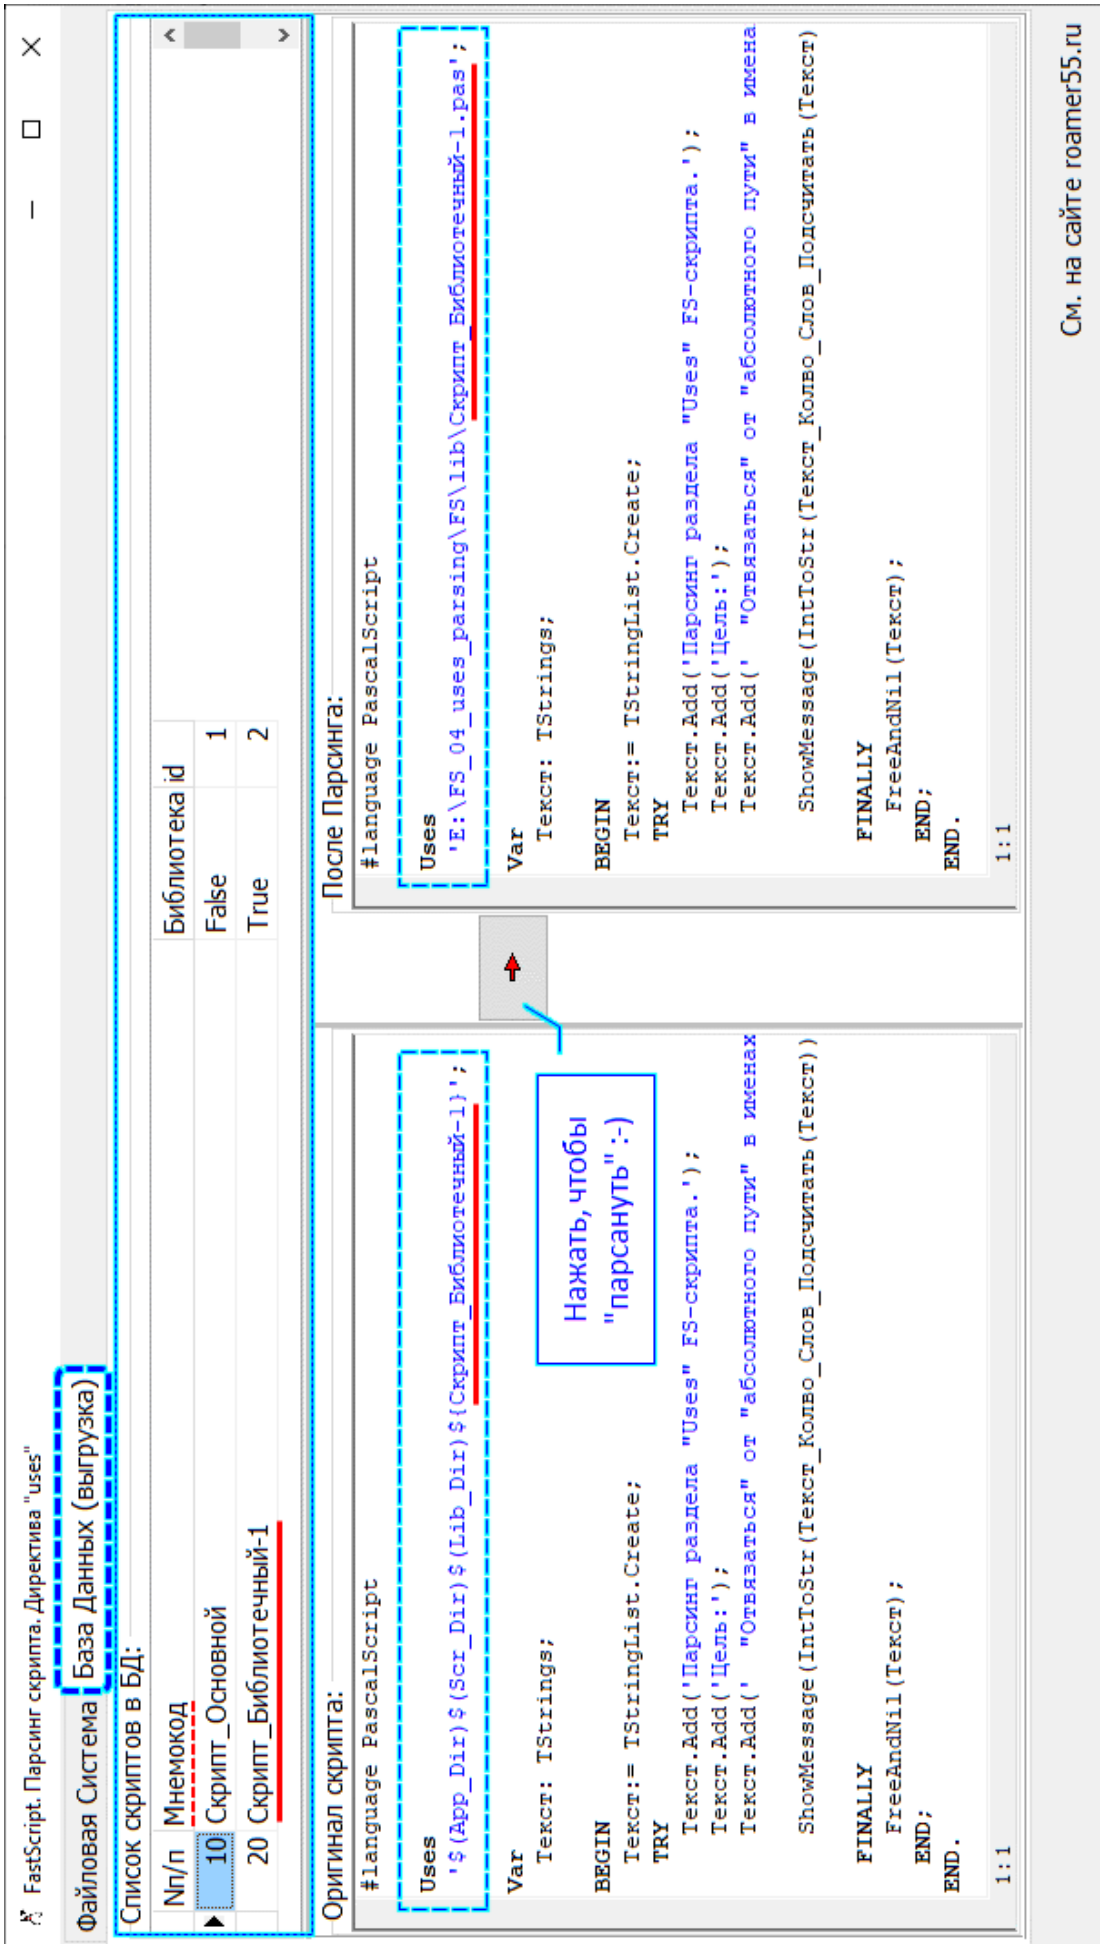 FastScript. Парсинг скрипта. Директива "uses"
Файловая Система База Данных (выгрузка)
Список скриптов в БД:
Nп/п Мнемокод Библиотека id
10 Скрипт_Основной False 1
20 Скрипт_Библиотечный-1 True 2
Оригинал скрипта:
#language PascalScript
Uses
'$(App_Dir)$(Scr_Dir)$(Lib_Dir)${Скрипт_Библиотечный-1}';
Var
Текст: TStrings;
BEGIN
Текст:= TStringList.Create;
TRY
Текст.Add('Парсинг раздела "Uses" FS-скрипта.');
Текст.Add('Цель:');
Текст.Add(' "Отвязаться" от "абсолютного пути" в именах
ShowMessage(IntToStr(Текст_Колво_Слов_Подсчитать(Текст))
FINALLY
FreeAndNil(Текст);
END;
END.
1:1
Нажать, чтобы
"парсануть" :-)
После Парсинга:
#language PascalScript
Uses
'E:\FS_04_uses_parsing\FS\lib\Скрипт_Библиотечный-1.pas';
Var
Текст: TStrings;
BEGIN
Текст:= TStringList.Create;
TRY
Текст.Add('Парсинг раздела "Uses" FS-скрипта.');
Текст.Add('Цель:');
Текст.Add(' "Отвязаться" от "абсолютного пути" в имена
ShowMessage(IntToStr(Текст_Колво_Слов_Подсчитать(Текст)
FINALLY
FreeAndNil(Текст);
END;
END.
1:1
См. на сайте roamer55.ru